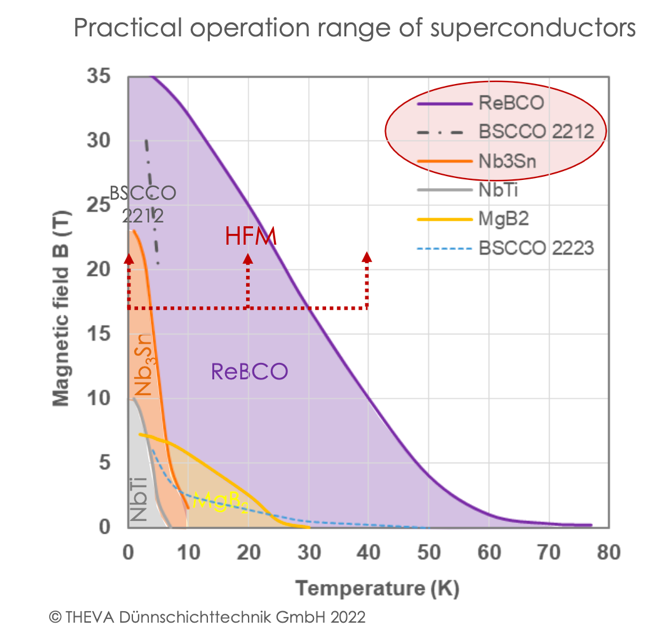 Practical operation range of superconductors
35
30
25
20
15
10
5
0
Magnetic field B (T)
ReBCO
BSCCO 2212
Nb3Sn
NbTi
MgB2
BSCCO 2223
BSCCO
2212
HFM
ReBCO
Nb₃Sn
NbTi
MgB₂
0 10 20 30 40 50 60 70 80
Temperature (K)
© THEVA Dünnschichttechnik GmbH 2022